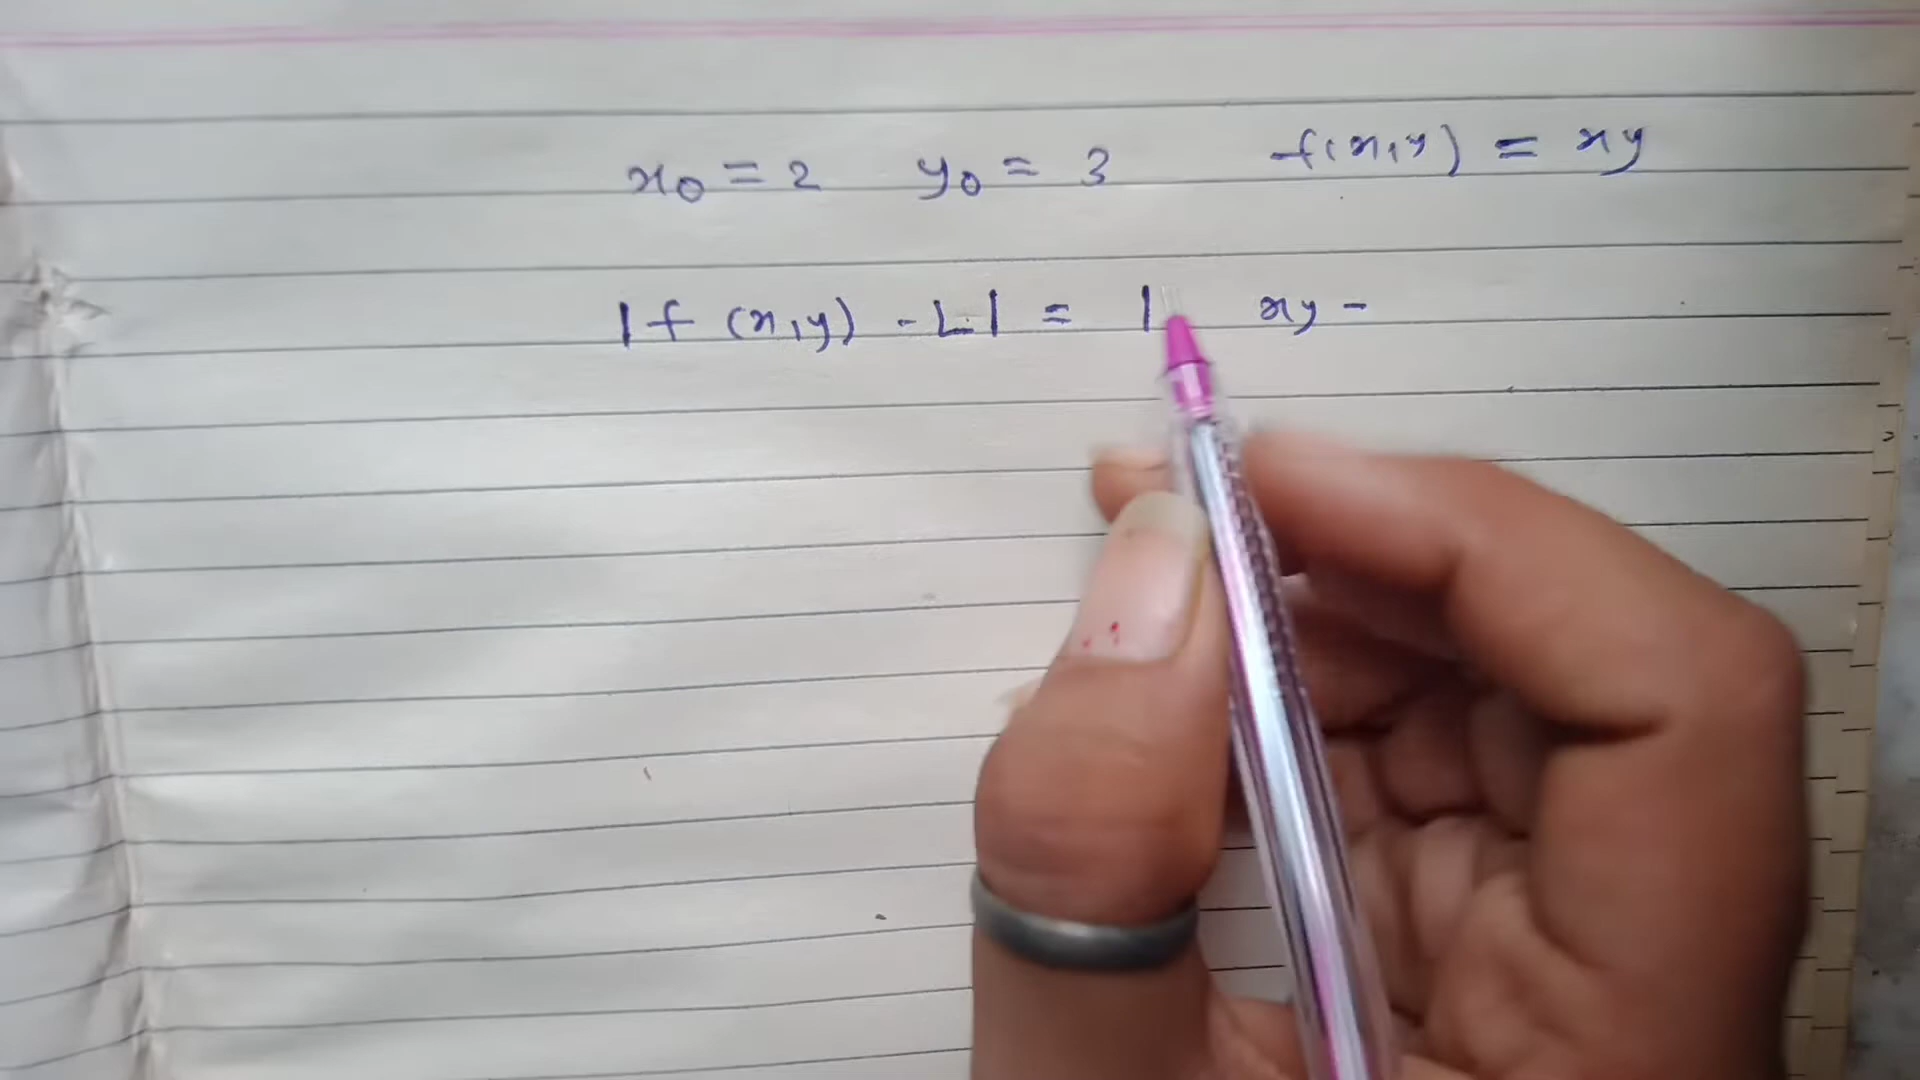 x₀ = 2 y₀ = 3 f(x,y) = xy
|f (x,y) - L| = | xy -